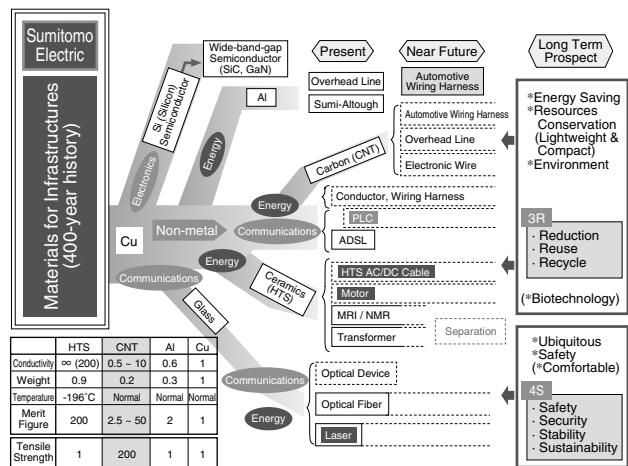 Sumitomo
Electric
Materials for Infrastructures
(400-year history)
Wide-band-gap
Semiconductor
(SiC, GaN)
Si (Silicon)
Semiconductor
Electronics
Al
Energy
Present
Near Future
Long Term
Prospect
Overhead Line
Sumi-Altough
Automotive
Wiring Harness
Carbon (CNT)
Automotive Wiring Harness
Overhead Line
Electronic Wire
Energy
Conductor, Wiring Harness
Cu
Non-metal
Communications
PLC
ADSL
Communications
Energy
Ceramics
(HTS)
HTS AC/DC Cable
Motor
MRI / NMR
Transformer
Separation
Glass
Communications
Optical Device
Optical Fiber
Energy
Laser
*Energy Saving
*Resources
Conservation
(Lightweight &
Compact)
*Environment
3R
· Reduction
· Reuse
· Recycle
(*Biotechnology)
*Ubiquitous
*Safety
(*Comfortable)
4S
· Safety
· Security
· Stability
· Sustainability
HTS CNT Al Cu
Conductivity ∞ (200) 0.5 ~ 10 0.6 1
Weight 0.9 0.2 0.3 1
Temperature -196˚C Normal Normal Normal
Merit
Figure 200 2.5 ~ 50 2 1
Tensile
Strength 1 200 1 1